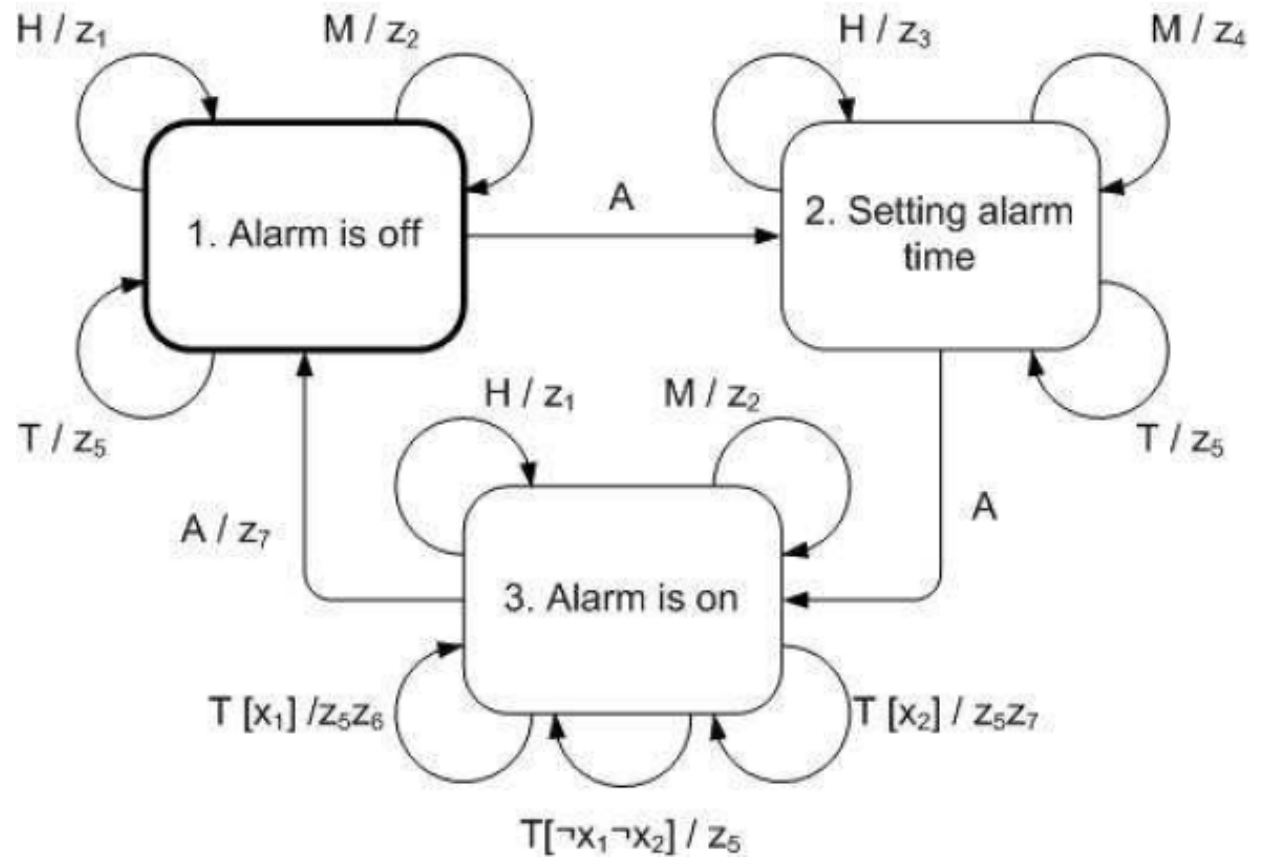 H / z₁
M / z₂
H / z₃
M / z₄
1. Alarm is off
A
2. Setting alarm
time
T / z₅
T / z₅
H / z₁
M / z₂
A / z₇
A
3. Alarm is on
T [x₁] /z₅z₆
T [x₂] / z₅z₇
T[¬x₁¬x₂] / z₅